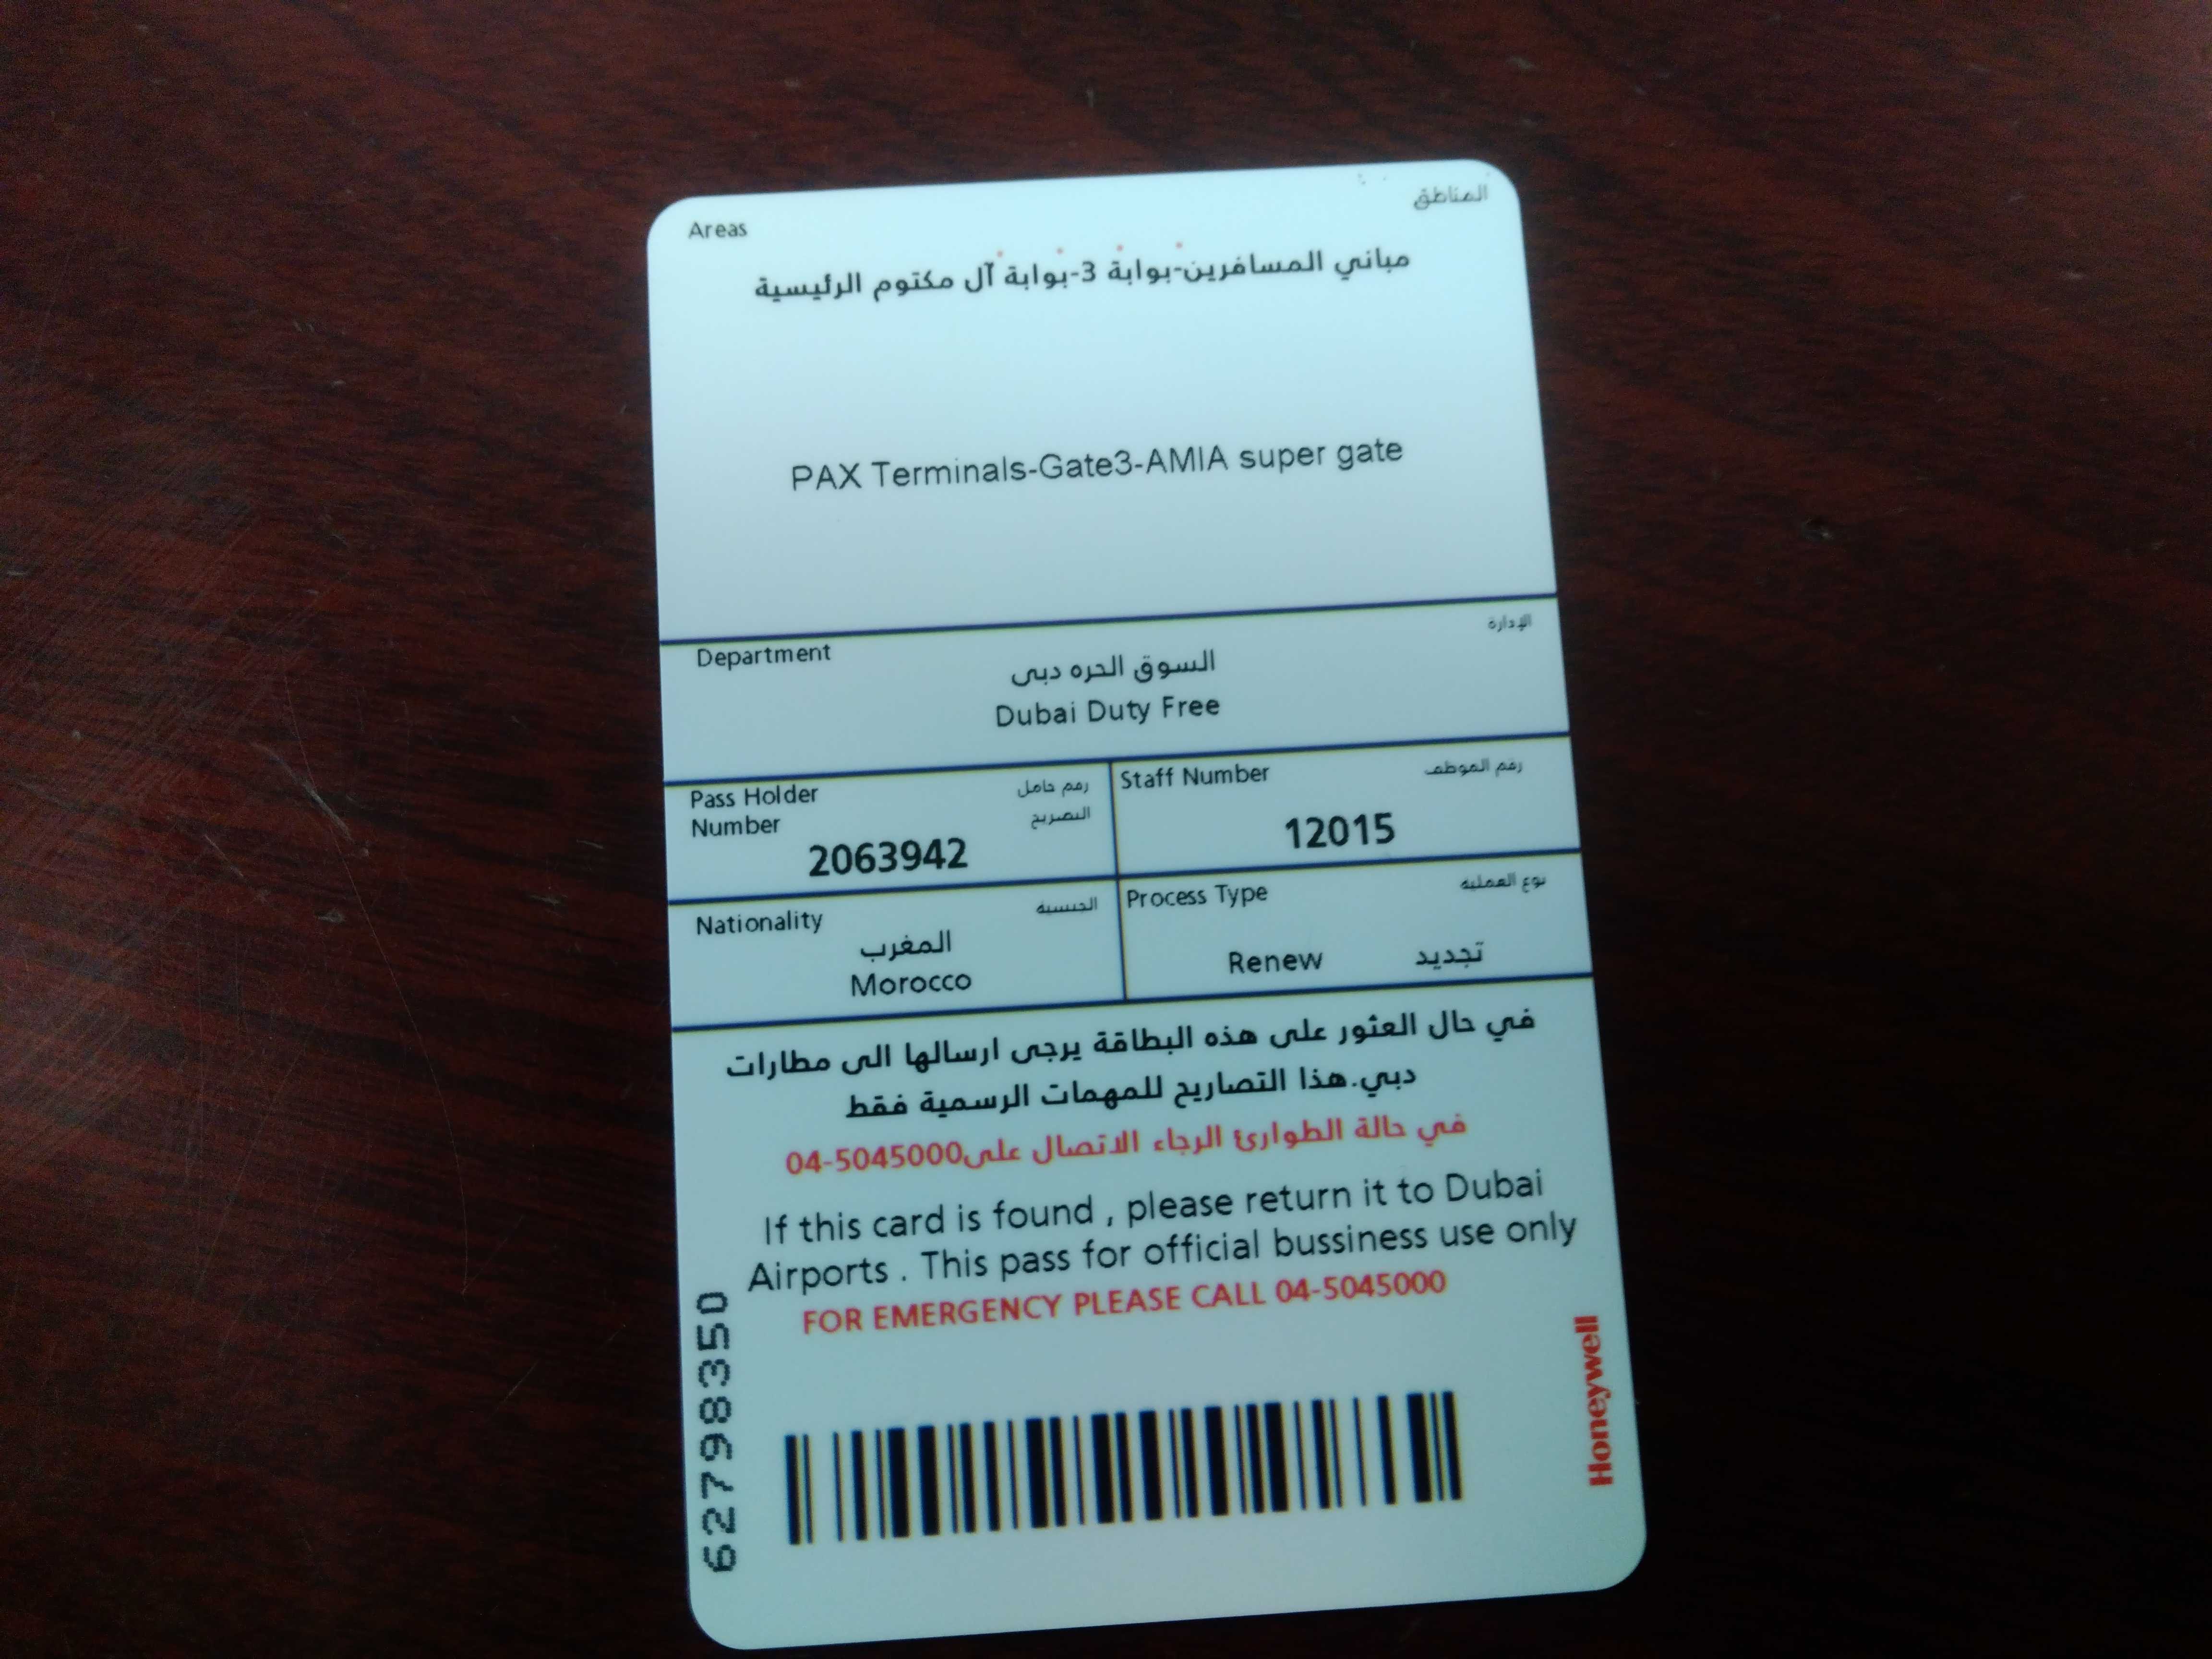 Areas
المناطق
مباني المسافرين-بوابة 3-بوابة آل مكتوم الرئيسية
PAX Terminals-Gate3-AMIA super gate
Department
الإدارة
السوق الحره دبى
Dubai Duty Free
Pass Holder
رقم حامل
Number
التصريح
2063942
Staff Number
رقم الموظف
12015
Nationality
الجنسية
المغرب
Morocco
Process Type
نوع العملية
Renew تجديد
في حال العثور على هذه البطاقة يرجى ارسالها الى مطارات
دبي.هذا التصاريح للمهمات الرسمية فقط
في حالة الطوارئ الرجاء الاتصال على04-5045000
If this card is found , please return it to Dubai
Airports . This pass for official bussiness use only
FOR EMERGENCY PLEASE CALL 04-5045000
62798350
Honeywell